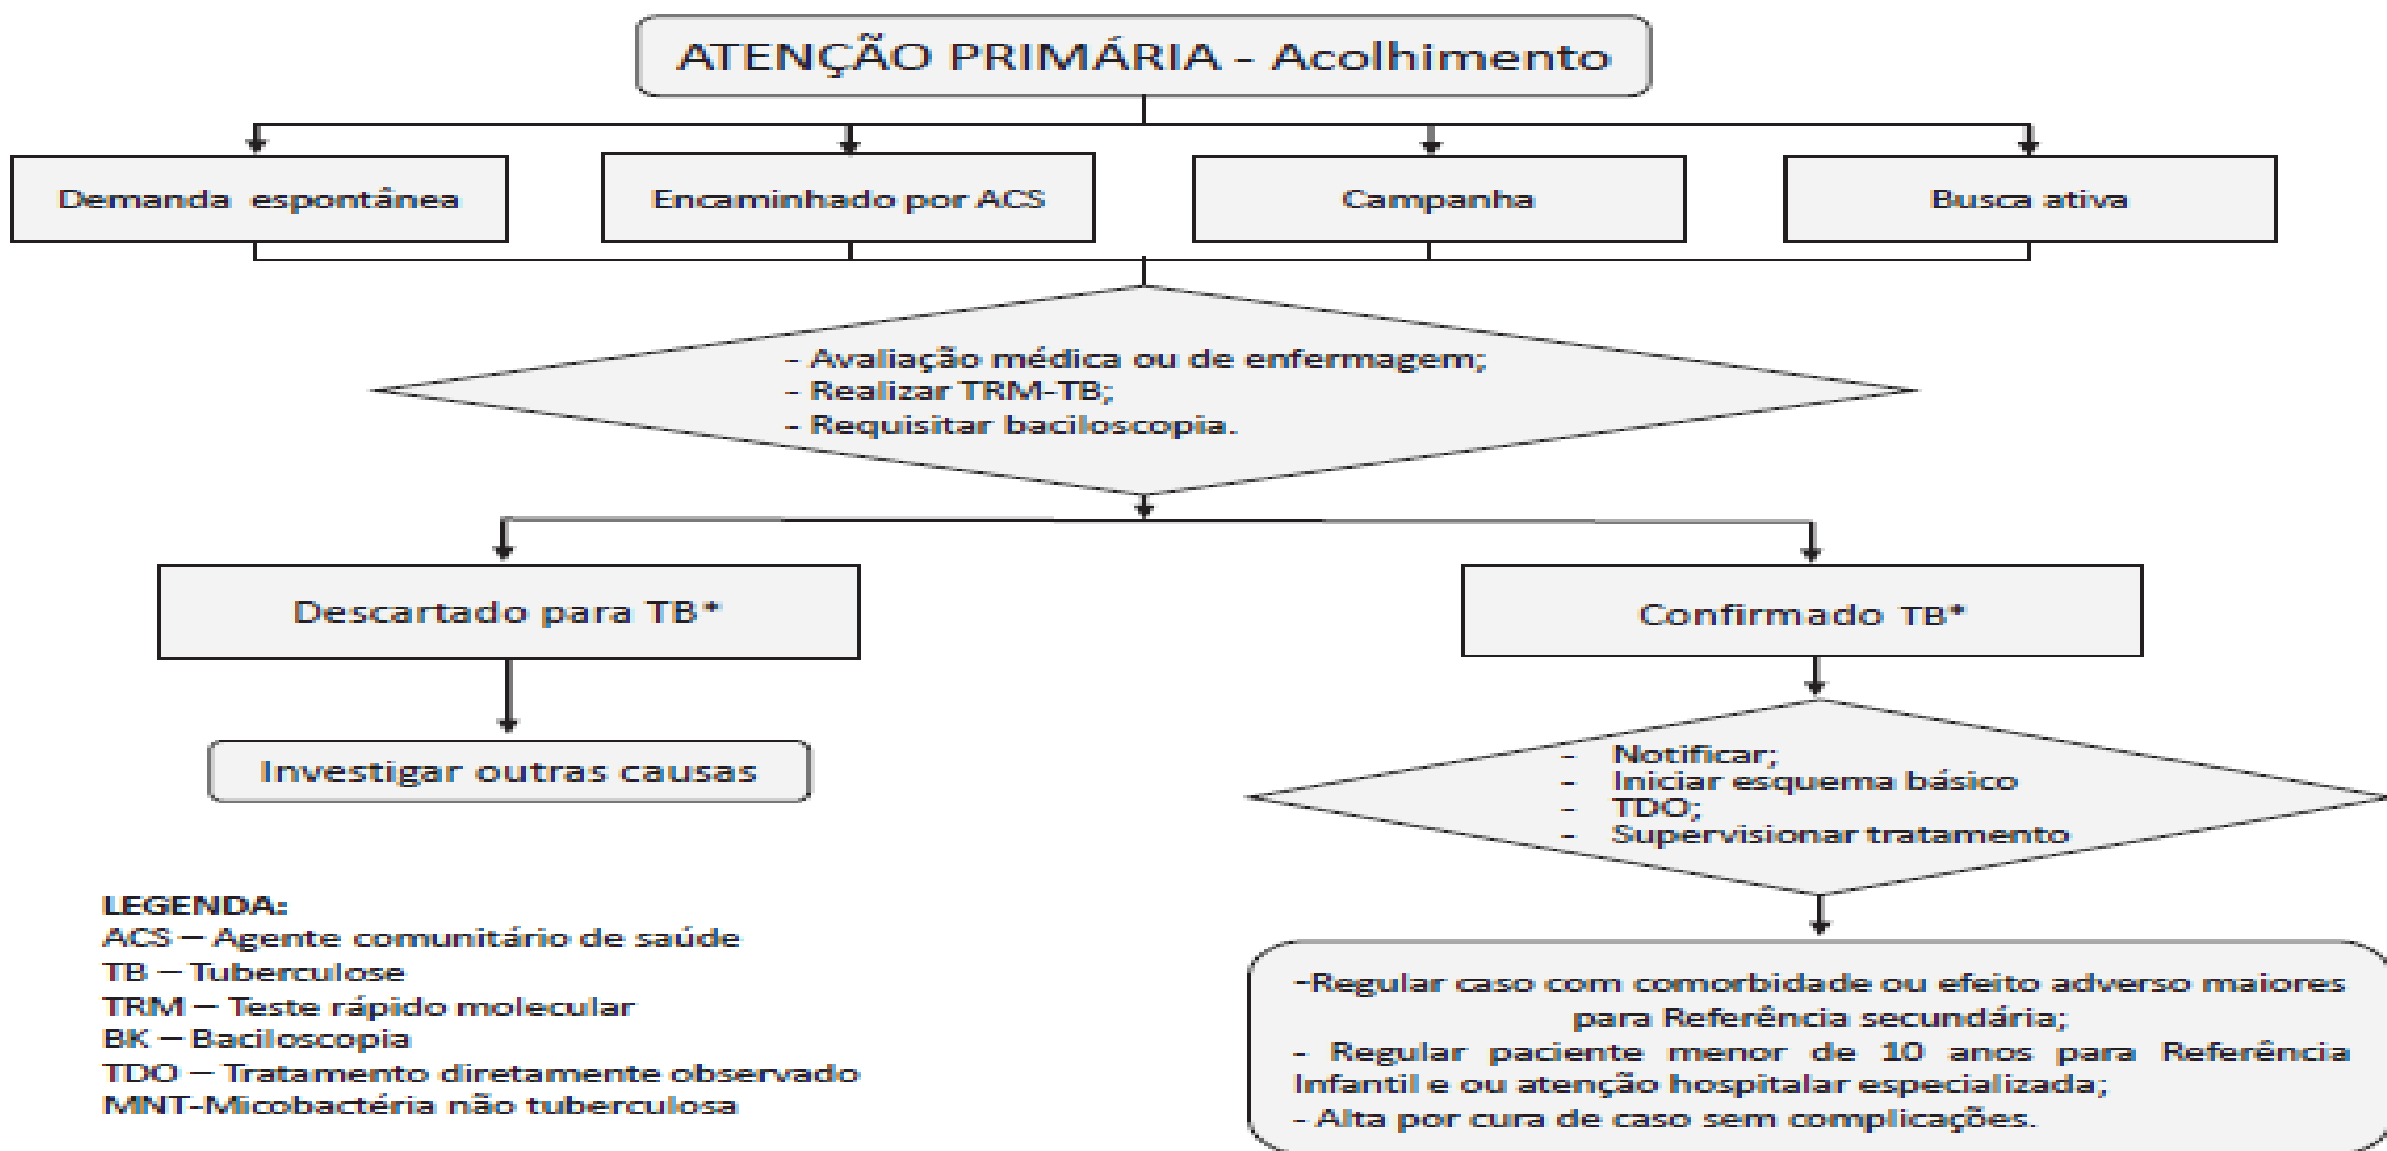 ATENÇÃO PRIMÁRIA - Acolhimento
Demanda espontânea
Encaminhado por ACS
Campanha
Busca ativa
- Avaliação médica ou de enfermagem;
- Realizar TRM-TB;
- Requisitar baciloscopia.
Descartado para TB*
Confirmado TB*
Investigar outras causas
- Notificar;
- Iniciar esquema básico
- TDO;
- Supervisionar tratamento
LEGENDA:
ACS – Agente comunitário de saúde
TB – Tuberculose
TRM – Teste rápido molecular
BK – Baciloscopia
TDO – Tratamento diretamente observado
MNT-Micobactéria não tuberculosa
-Regular caso com comorbidade ou efeito adverso maiores
para Referência secundária;
- Regular paciente menor de 10 anos para Referência
Infantil e ou atenção hospitalar especializada;
- Alta por cura de caso sem complicações.